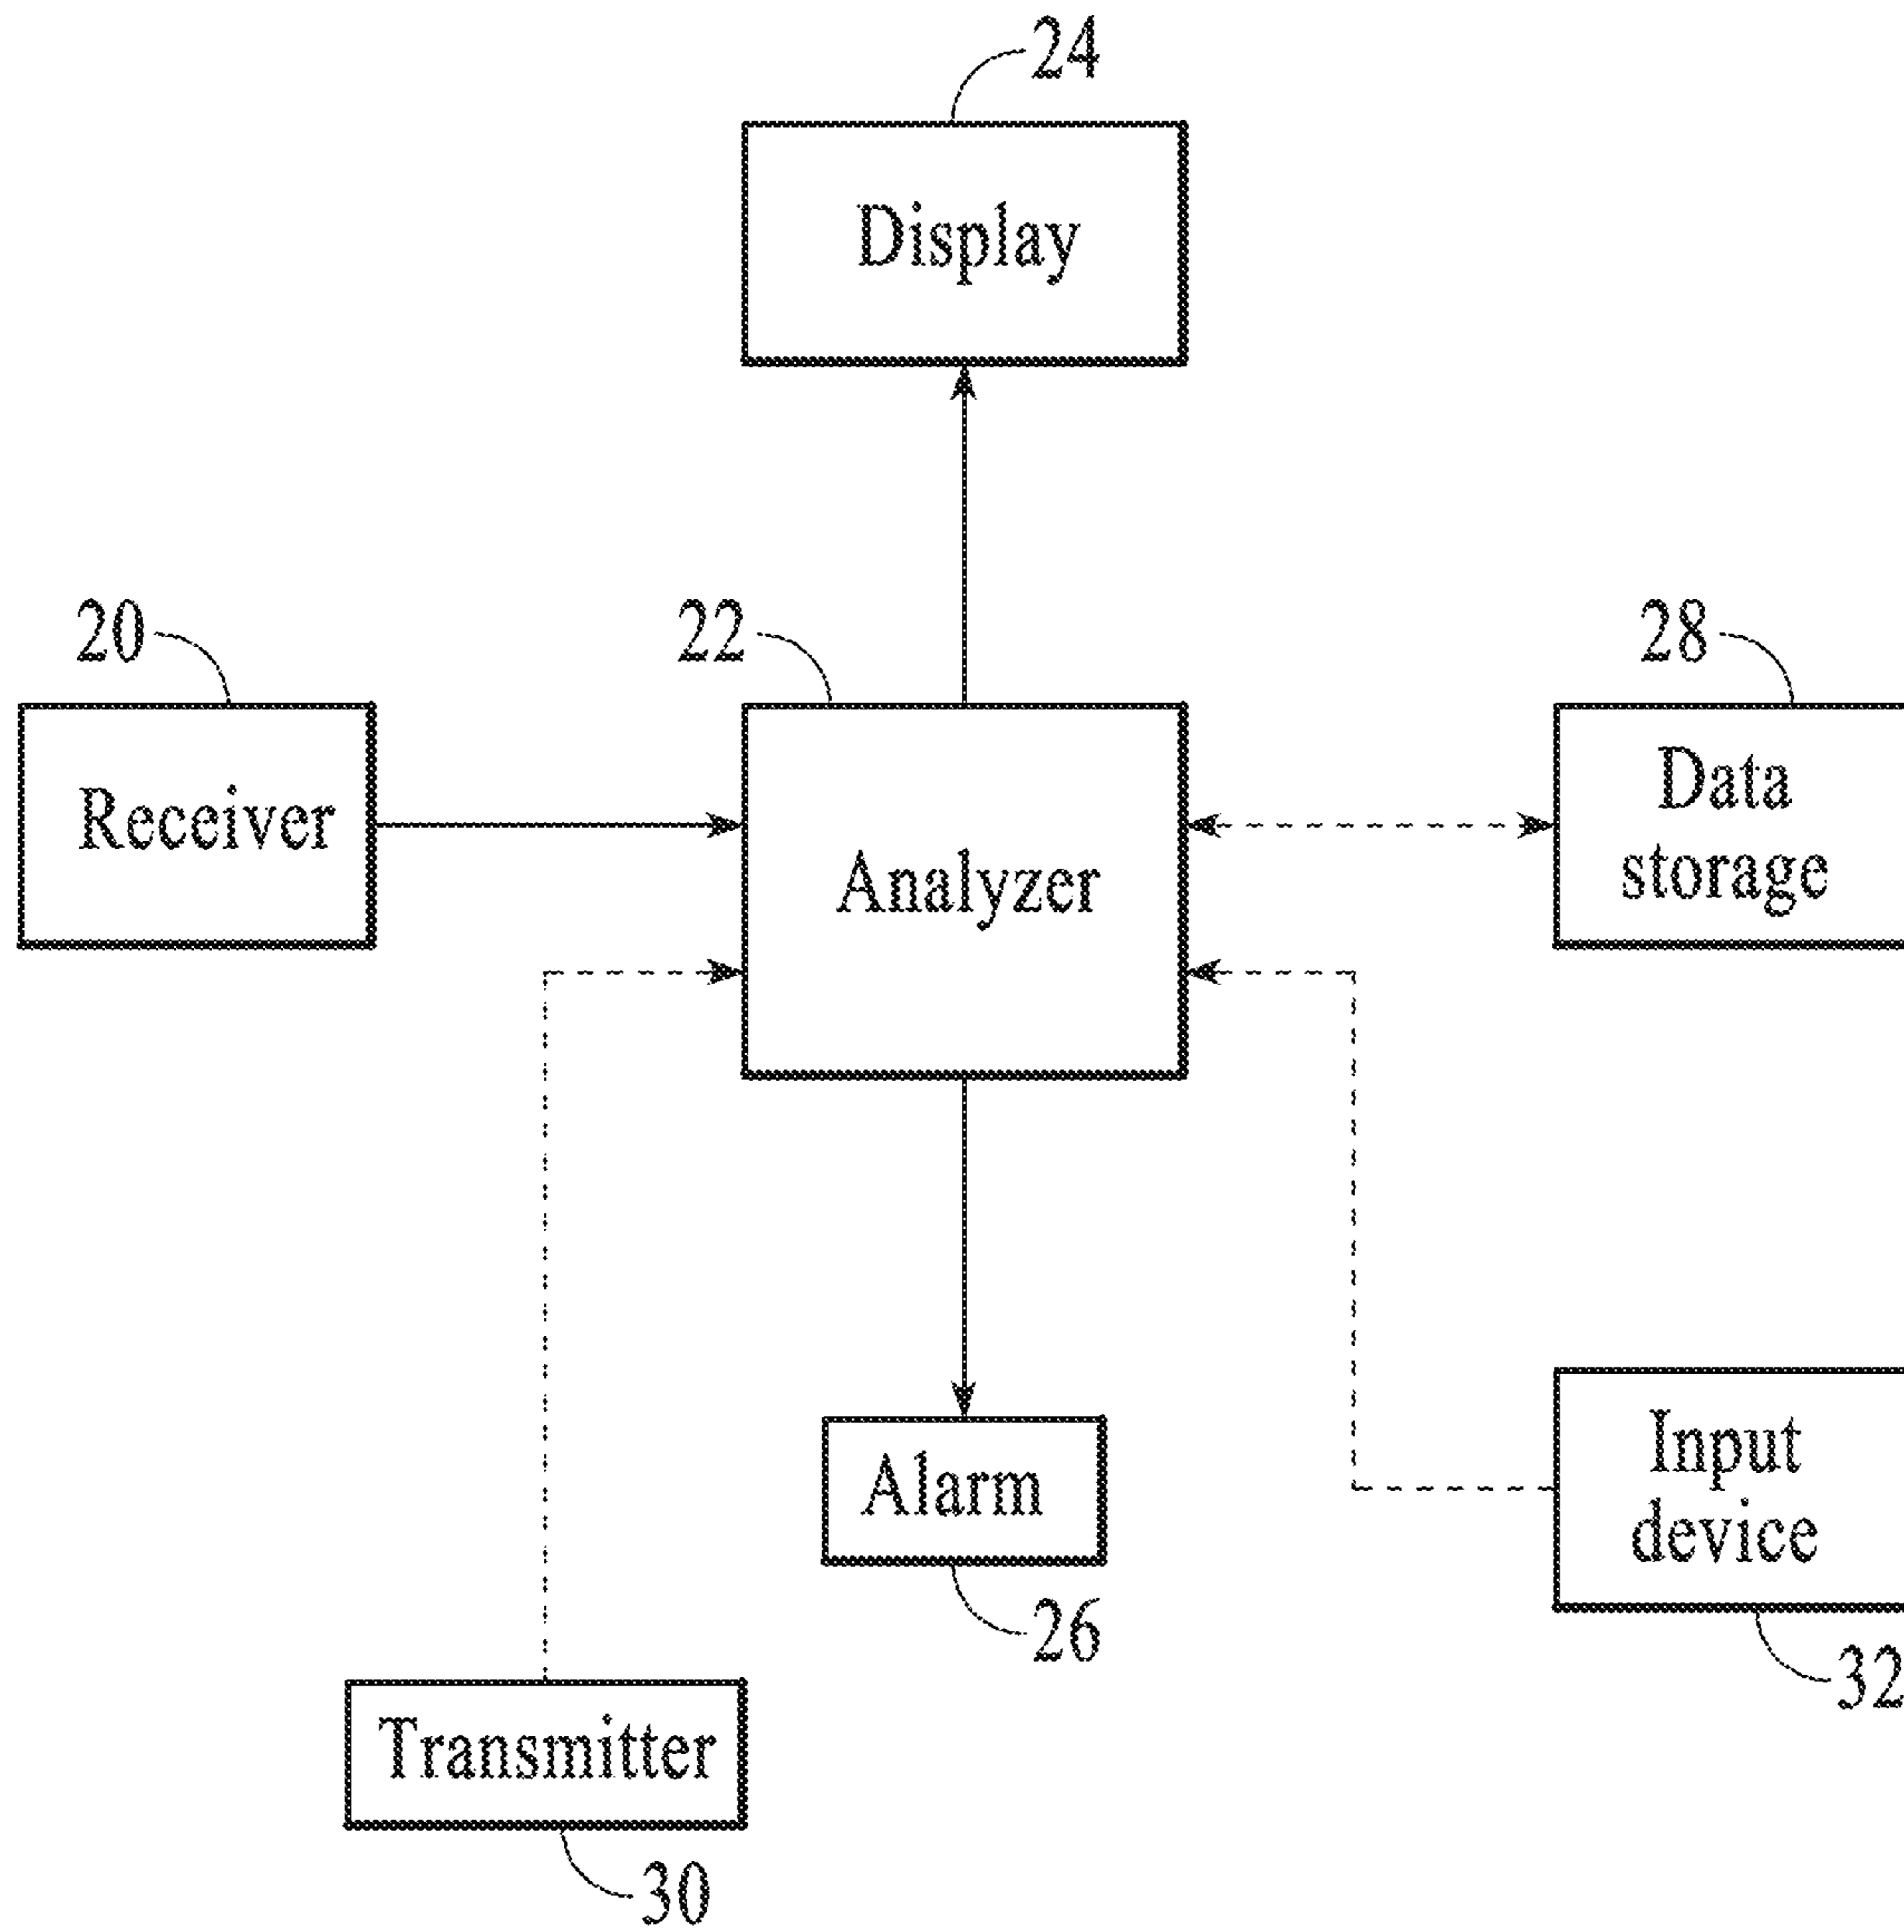 24
Display
20
22
28
Receiver
Analyzer
Data
storage
Alarm
Input
device
26
32
Transmitter
30